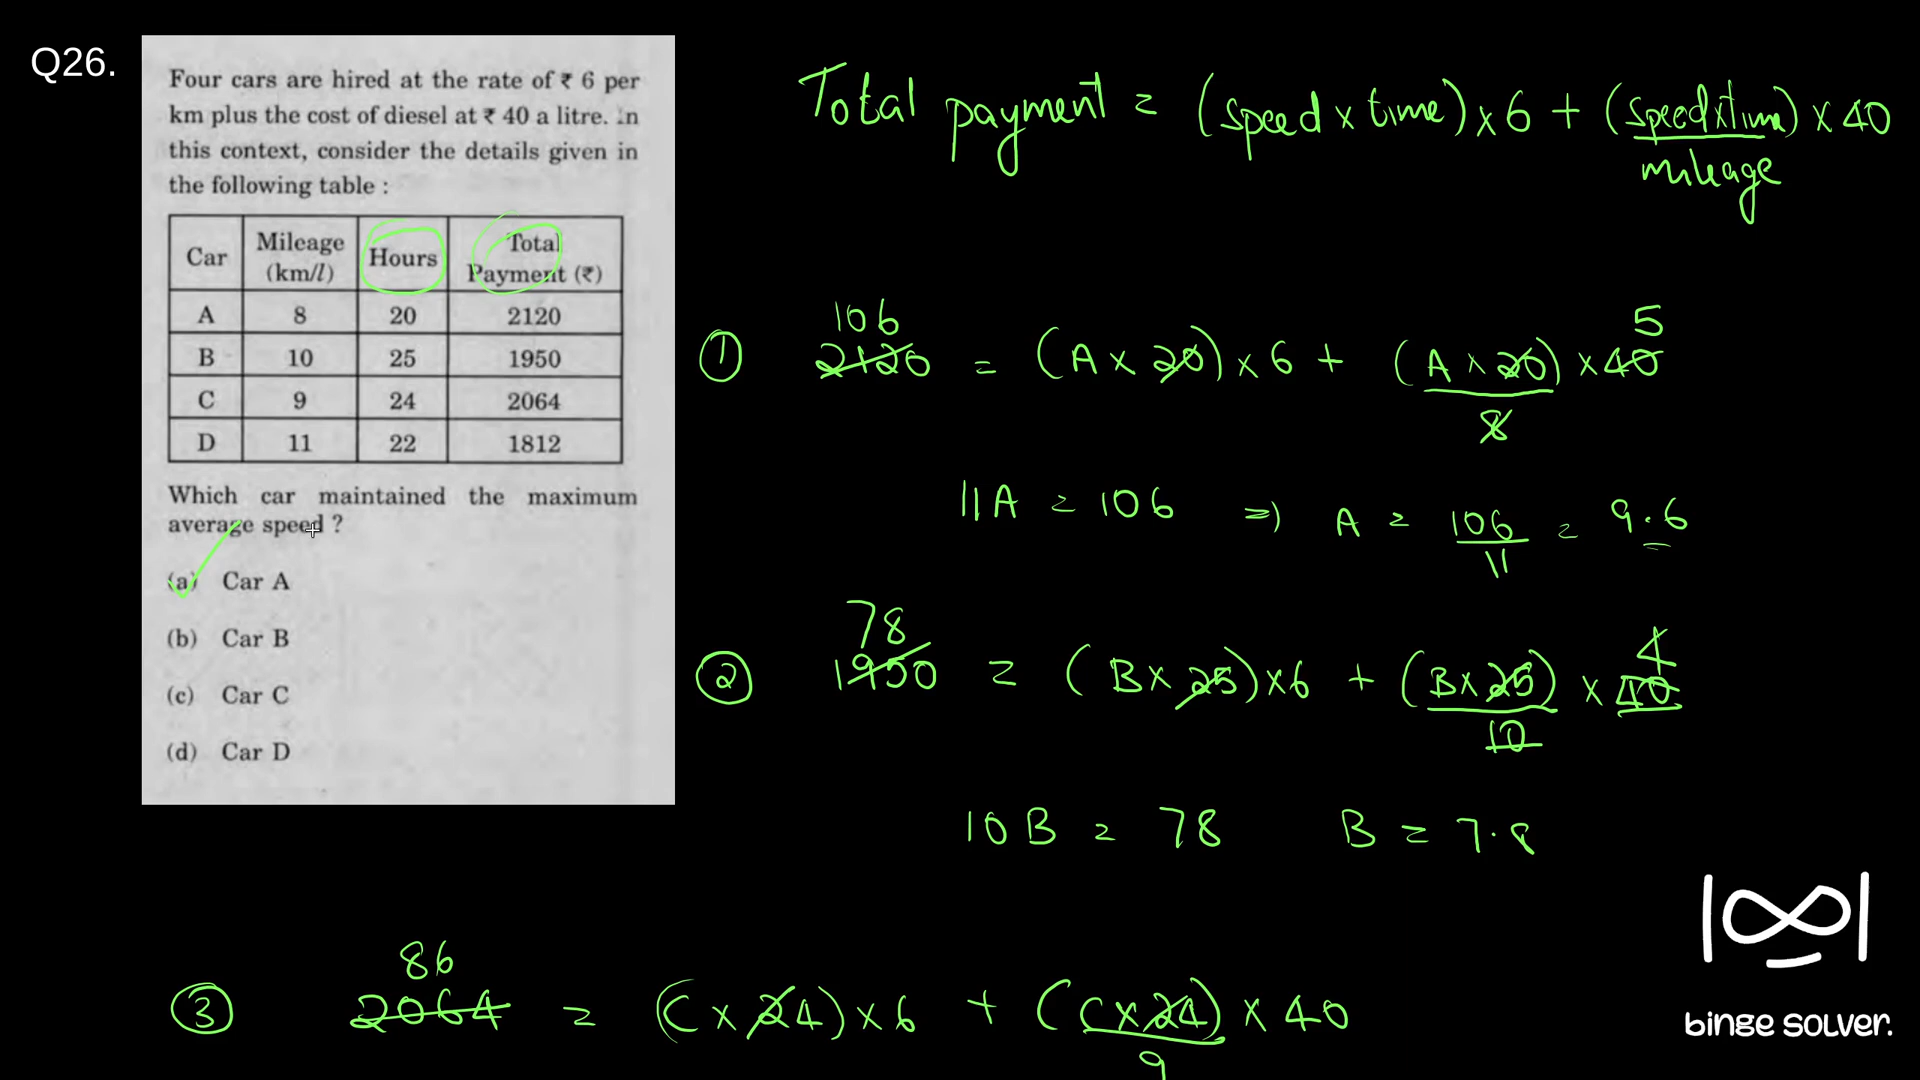 Q26.
Four cars are hired at the rate of ₹ 6 per
km plus the cost of diesel at ₹ 40 a litre. In
this context, consider the details given in
the following table :
Car Mileage (km/l) Hours Total Payment (₹)
A 8 20 2120
B 10 25 1950
C 9 24 2064
D 11 22 1812
Which car maintained the maximum
average speed ?
(a) Car A
(b) Car B
(c) Car C
(d) Car D
Total payment = (speed × time) × 6 + (speed×time)/mileage × 40
① 106
2120 = (A × 20) × 6 + (A × 20)/8 × 40 5
11A = 106 => A = 106/11 = 9.6
② 78
1950 = (B × 25) × 6 + (B × 25)/10 × 40 4
10B = 78 B = 7.8
③ 86
2064 = (C × 24) × 6 + (C × 24)/9 × 40
binge SOLVER.